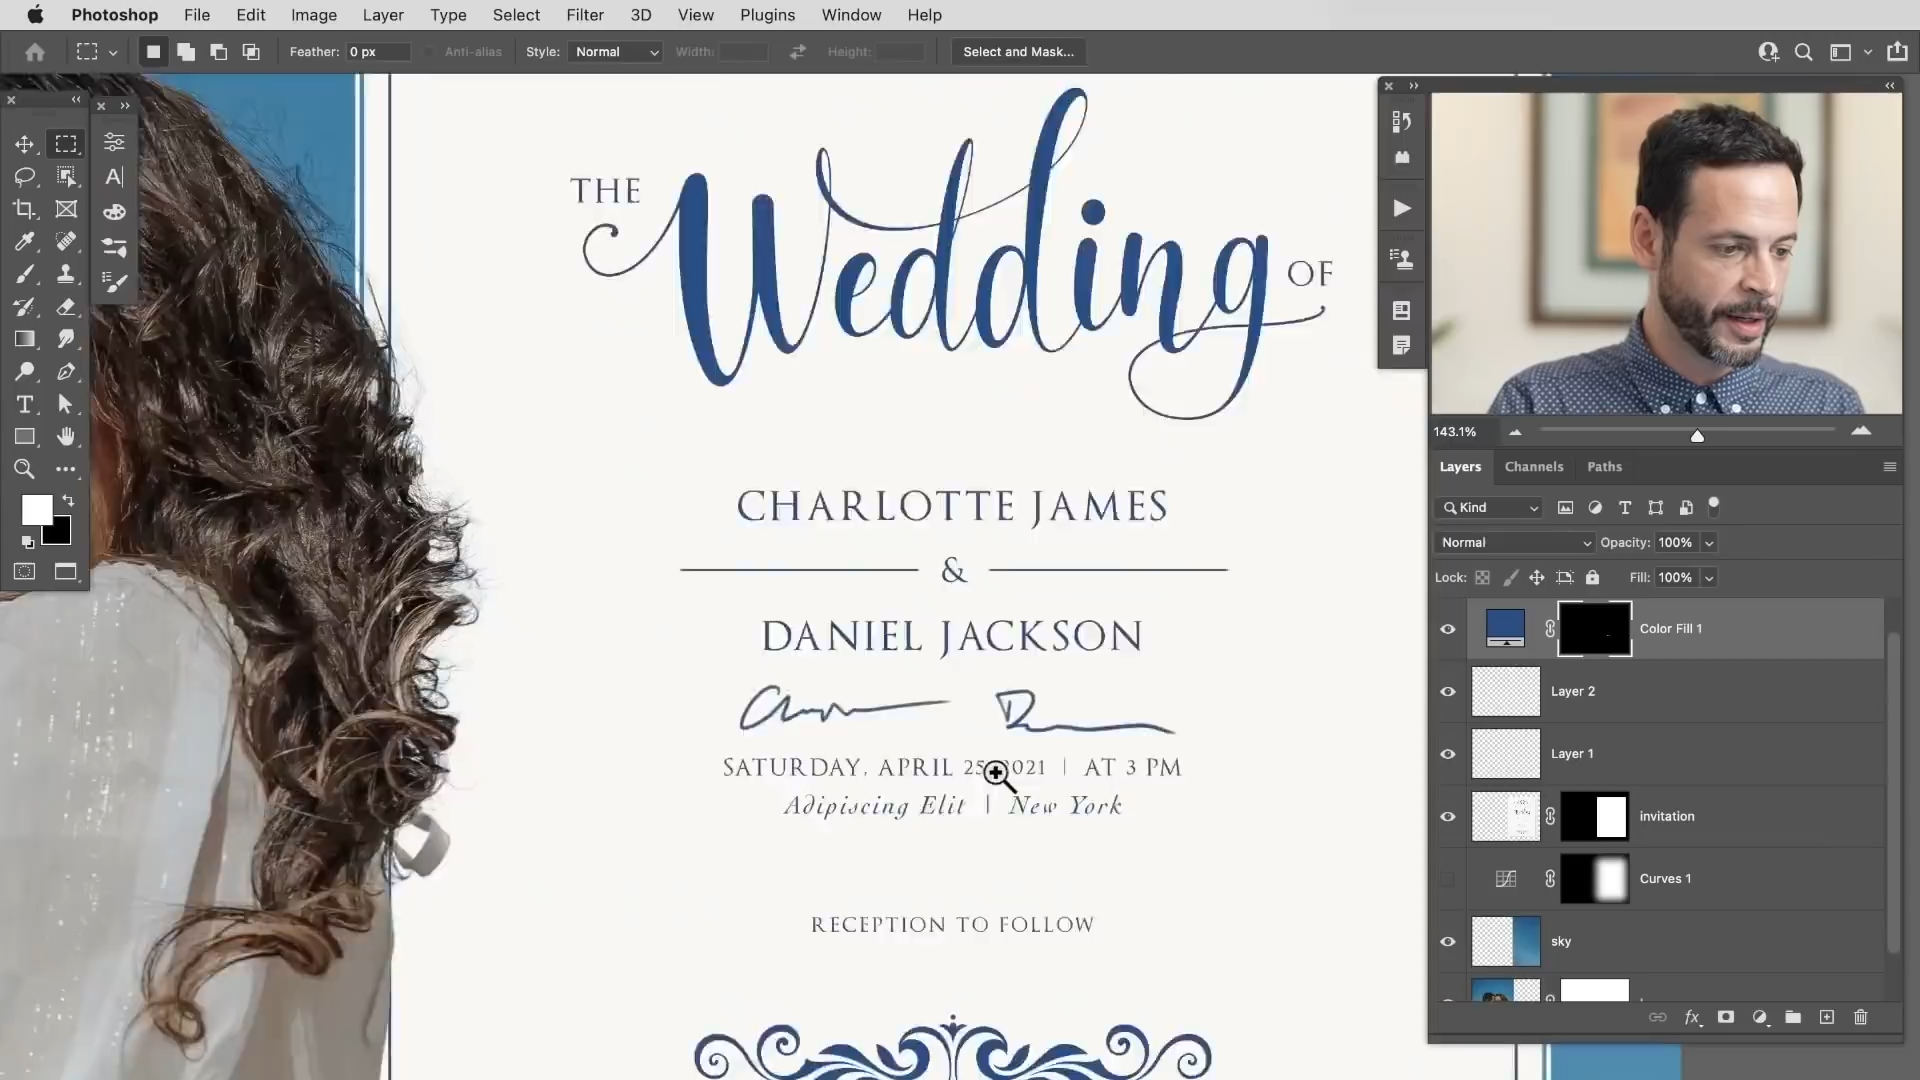 Photoshop File Edit Image Layer Type Select Filter 3D View Plugins Window Help
Feather: 0 px Anti-alias Style: Normal Width: Height: Select and Mask...
THE Wedding OF
CHARLOTTE JAMES
&
DANIEL JACKSON
SATURDAY, APRIL 25 2021 | AT 3 PM
Adipiscing Elit | New York
RECEPTION TO FOLLOW
143.1%
Layers Channels Paths
Kind
Normal Opacity: 100%
Lock: Fill: 100%
Color Fill 1
Layer 2
Layer 1
invitation
Curves 1
sky
fx